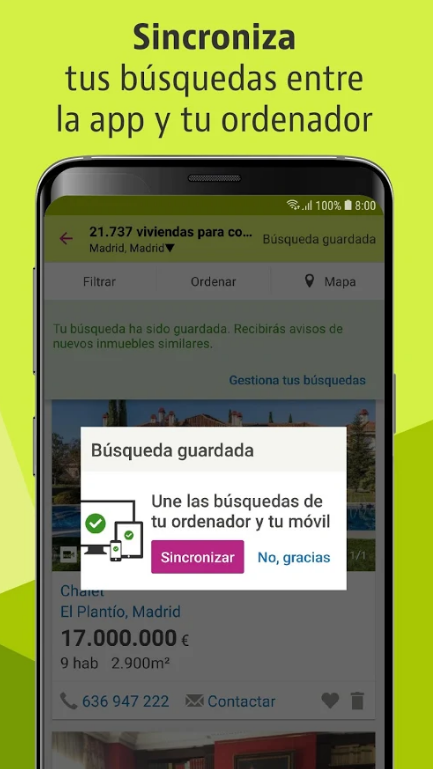 Sincroniza
tus búsquedas entre
la app y tu ordenador
100% 8:00
21.737 viviendas para co...
Madrid, Madrid▼
Búsqueda guardada
Filtrar Ordenar Mapa
Tu búsqueda ha sido guardada. Recibirás avisos de
nuevos inmuebles similares.
Gestiona tus búsquedas
Búsqueda guardada
Une las búsquedas de
tu ordenador y tu móvil
Sincronizar No, gracias
1/1
Chalet
El Plantío, Madrid
17.000.000 €
9 hab 2.900m²
636 947 222 Contactar